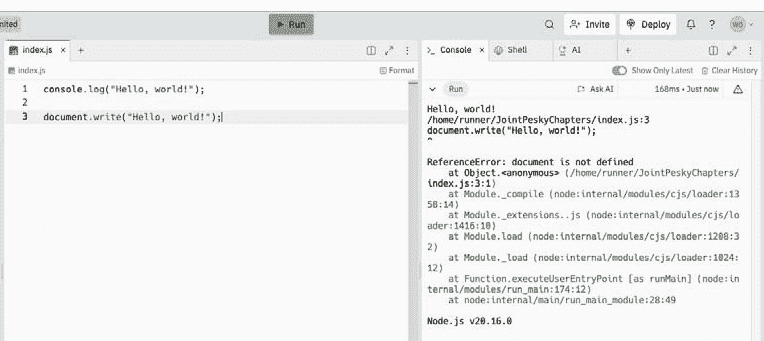 mited
Run
Invite
Deploy
?
WO
index.js × +
index.js
Format
1 console.log("Hello, world!");
2
3 document.write("Hello, world!");
Console × Shell AI +
Show Only Latest Clear History
Run
Ask AI 168ms • Just now
Hello, world!
/home/runner/JointPeskyChapters/index.js:3
document.write("Hello, world!");
^
ReferenceError: document is not defined
at Object.<anonymous> (/home/runner/JointPeskyChapters/
index.js:3:1)
at Module._compile (node:internal/modules/cjs/loader:13
58:14)
at Module._extensions..js (node:internal/modules/cjs/lo
ader:1416:10)
at Module.load (node:internal/modules/cjs/loader:1208:3
2)
at Module._load (node:internal/modules/cjs/loader:1024:
12)
at Function.executeUserEntryPoint [as runMain] (node:in
ternal/modules/run_main:174:12)
at node:internal/main/run_main_module:28:49
Node.js v20.16.0